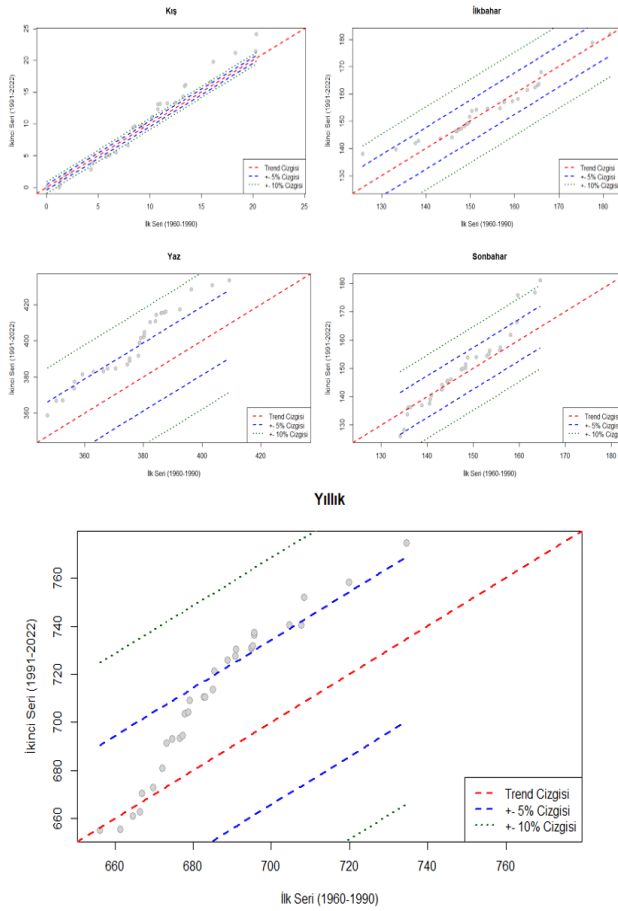 Kış
İkinci Seri (1991-2022)
25
20
15
10
5
0
0 5 10 15 20 25
İlk Seri (1960-1990)
Trend Cizgisi
+- 5% Cizgisi
+- 10% Cizgisi
İlkbahar
İkinci Seri (1991-2022)
180
170
160
150
140
130
130 140 150 160 170 180
İlk Seri (1960-1990)
Trend Cizgisi
+- 5% Cizgisi
+- 10% Cizgisi
Yaz
İkinci Seri (1991-2022)
420
400
380
360
360 380 400 420
İlk Seri (1960-1990)
Trend Cizgisi
+- 5% Cizgisi
+- 10% Cizgisi
Sonbahar
İkinci Seri (1991-2022)
180
170
160
150
140
130
130 140 150 160 170 180
İlk Seri (1960-1990)
Trend Cizgisi
+- 5% Cizgisi
+- 10% Cizgisi
Yıllık
İkinci Seri (1991-2022)
760
740
720
700
680
660
660 680 700 720 740 760
İlk Seri (1960-1990)
Trend Cizgisi
+- 5% Cizgisi
+- 10% Cizgisi